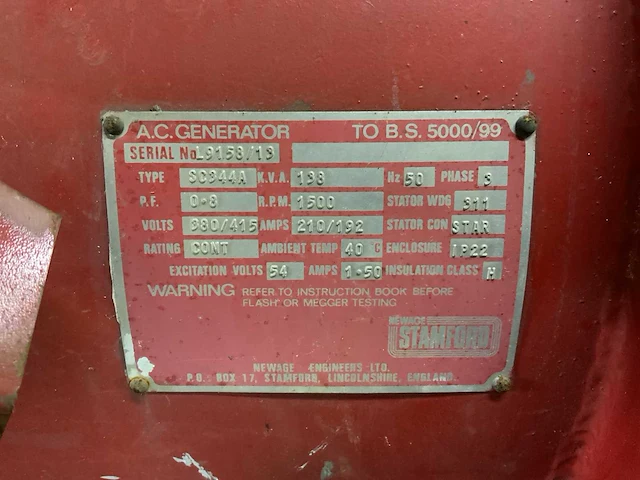 A.C. GENERATOR TO B.S. 5000/99
SERIAL No L9158/13
TYPE SC344A K.V.A. 138 Hz 50 PHASE 3
P.F. 0·8 R.P.M. 1500 STATOR WDG 311
VOLTS 380/415 AMPS 210/192 STATOR CON STAR
RATING CONT AMBIENT TEMP 40 °C ENCLOSURE IP22
EXCITATION VOLTS 54 AMPS 1·50 INSULATION CLASS H
WARNING REFER TO INSTRUCTION BOOK BEFORE
FLASH OR MEGGER TESTING
NEWAGE
STAMFORD
NEWAGE ENGINEERS LTD.
P.O. BOX 17, STAMFORD, LINCOLNSHIRE, ENGLAND.